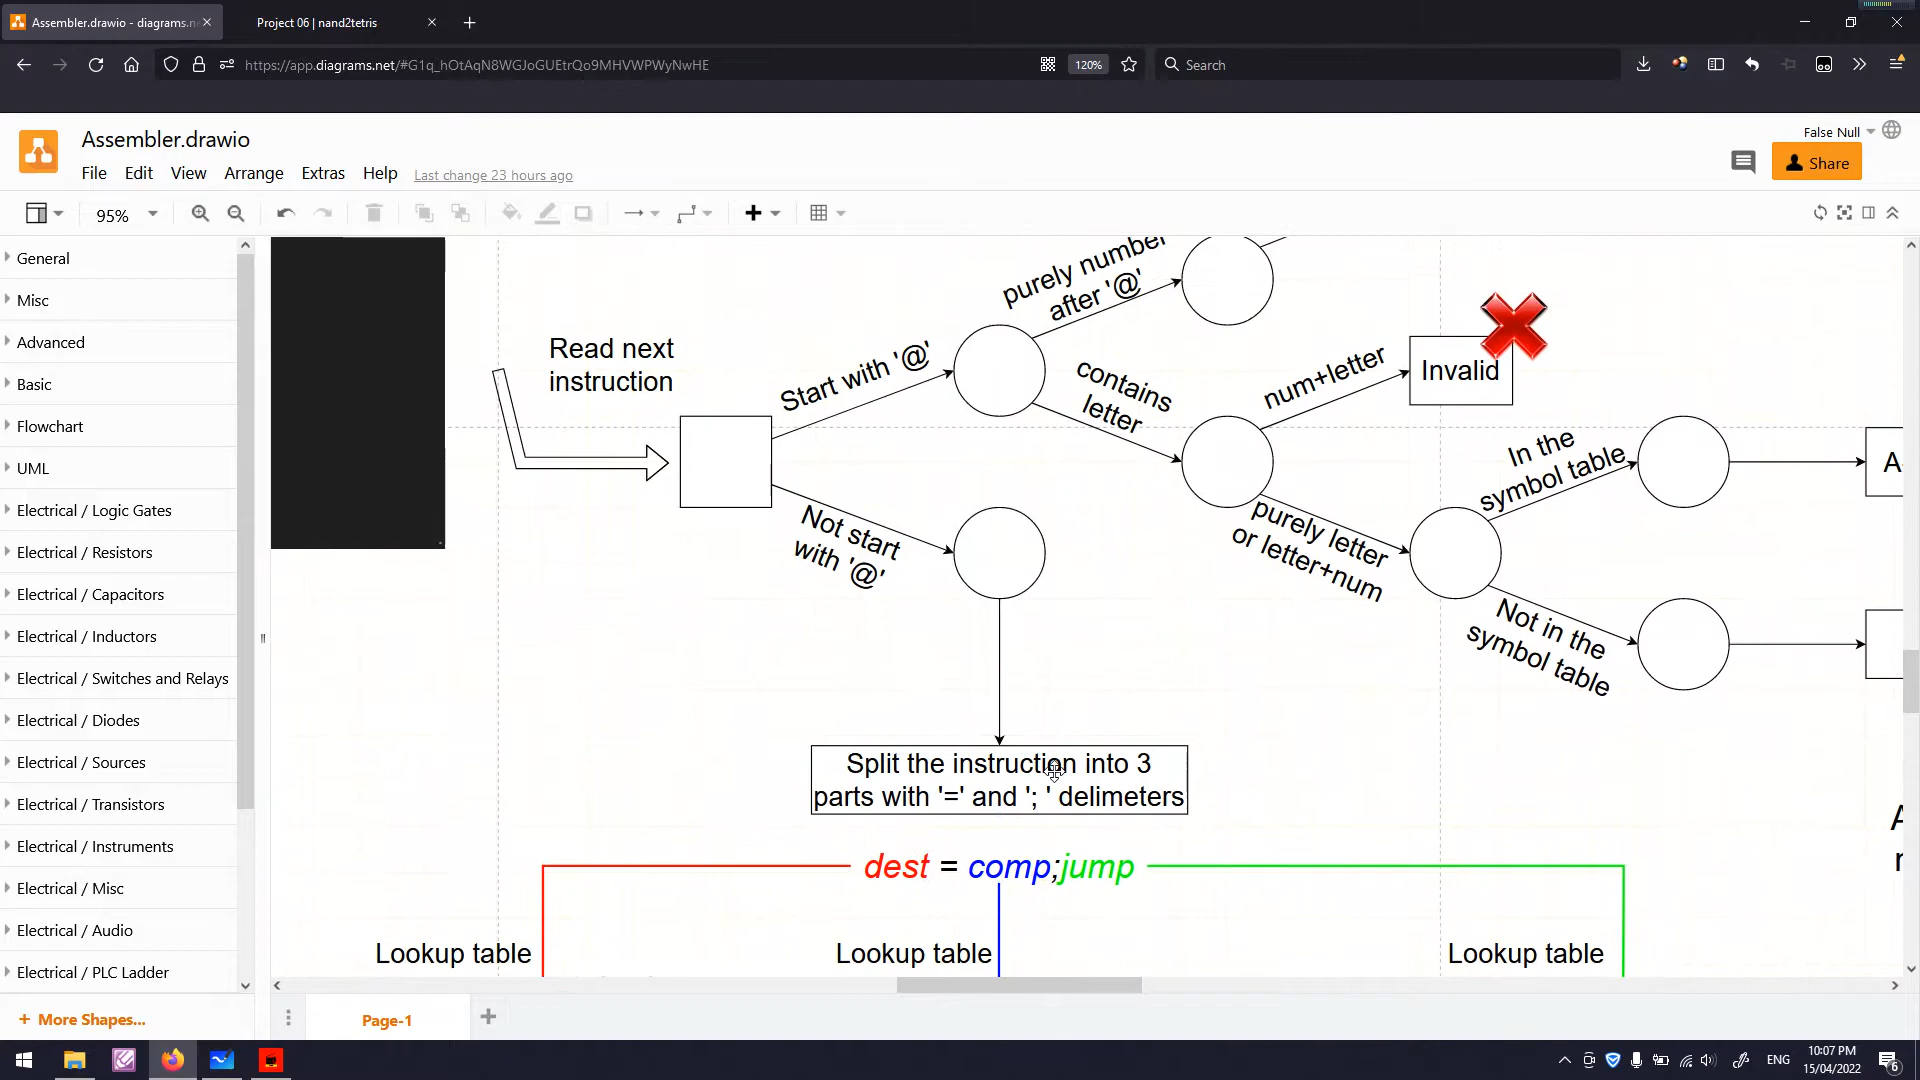 Assembler.drawio - diagrams.ne
Project 06 | nand2tetris
https://app.diagrams.net/#G1q_hOtAqN8WGJoGUEtrQo9MHVWPWyNwHE
120%
Search
Assembler.drawio
False Null
File Edit View Arrange Extras Help Last change 23 hours ago
Share
95%
General
Misc
Advanced
Basic
Flowchart
UML
Electrical / Logic Gates
Electrical / Resistors
Electrical / Capacitors
Electrical / Inductors
Electrical / Switches and Relays
Electrical / Diodes
Electrical / Sources
Electrical / Transistors
Electrical / Instruments
Electrical / Misc
Electrical / Audio
Electrical / PLC Ladder
+ More Shapes...
Read next
instruction
Start with '@'
Not start
with '@'
purely number
after '@'
contains
letter
num+letter
Invalid
purely letter
or letter+num
In the
symbol table
Not in the
symbol table
A
Split the instruction into 3
parts with '=' and '; ' delimeters
dest = comp;jump
Lookup table
Lookup table
Lookup table
Page-1
ENG
10:07 PM
15/04/2022
6